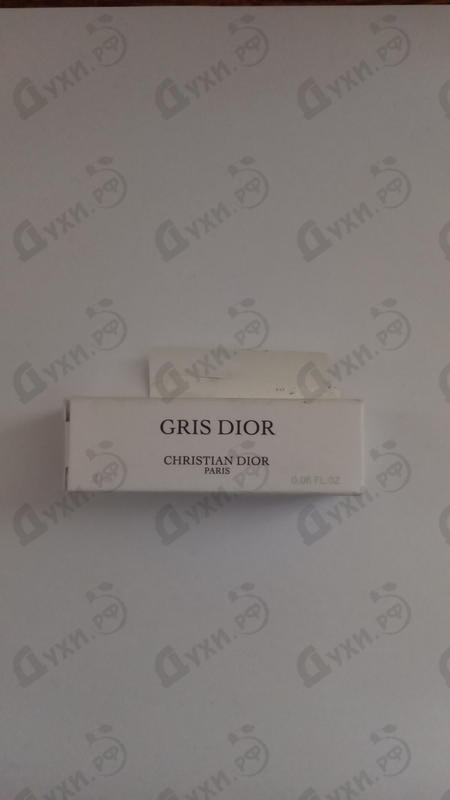 GRIS DIOR
CHRISTIAN DIOR
PARIS
0.06 FL.OZ
Духи.рф